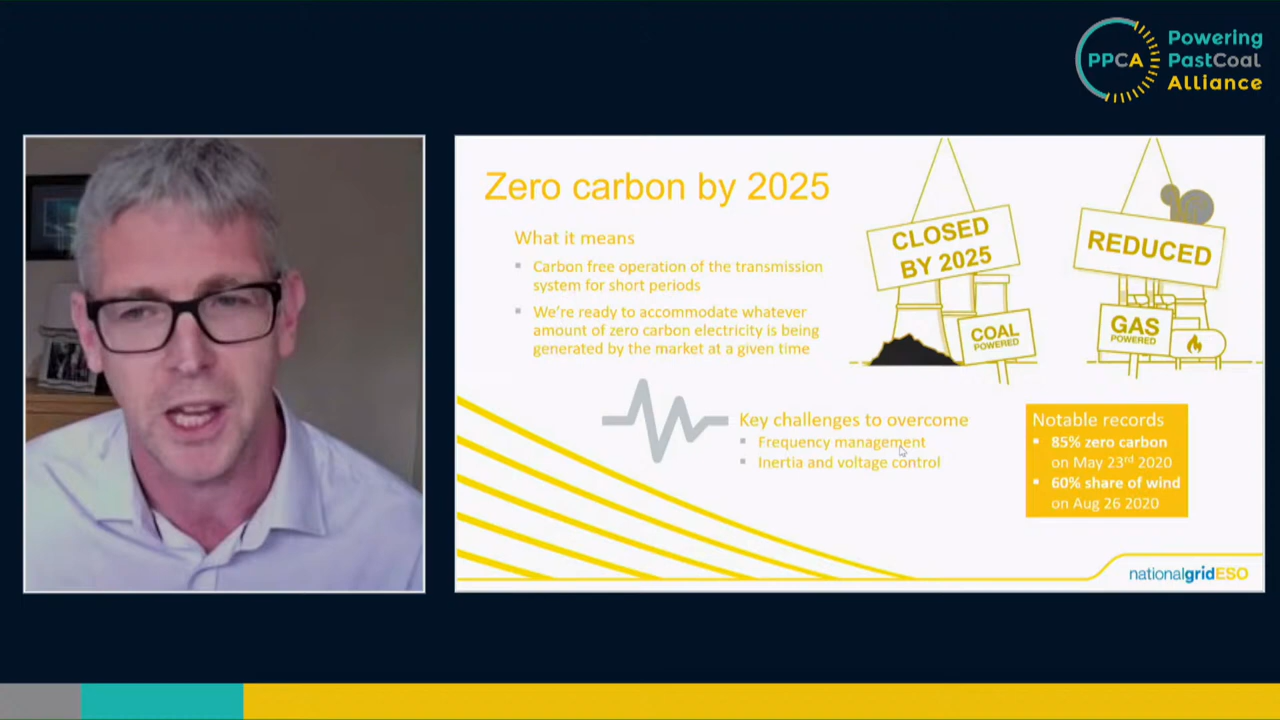 PPCA
Powering
PastCoal
Alliance
Zero carbon by 2025
What it means
▪ Carbon free operation of the transmission
system for short periods
▪ We're ready to accommodate whatever
amount of zero carbon electricity is being
generated by the market at a given time
CLOSED
BY 2025
COAL
POWERED
REDUCED
GAS
POWERED
Key challenges to overcome
▪ Frequency management
▪ Inertia and voltage control
Notable records
▪ 85% zero carbon
on May 23rd 2020
▪ 60% share of wind
on Aug 26 2020
nationalgridESO